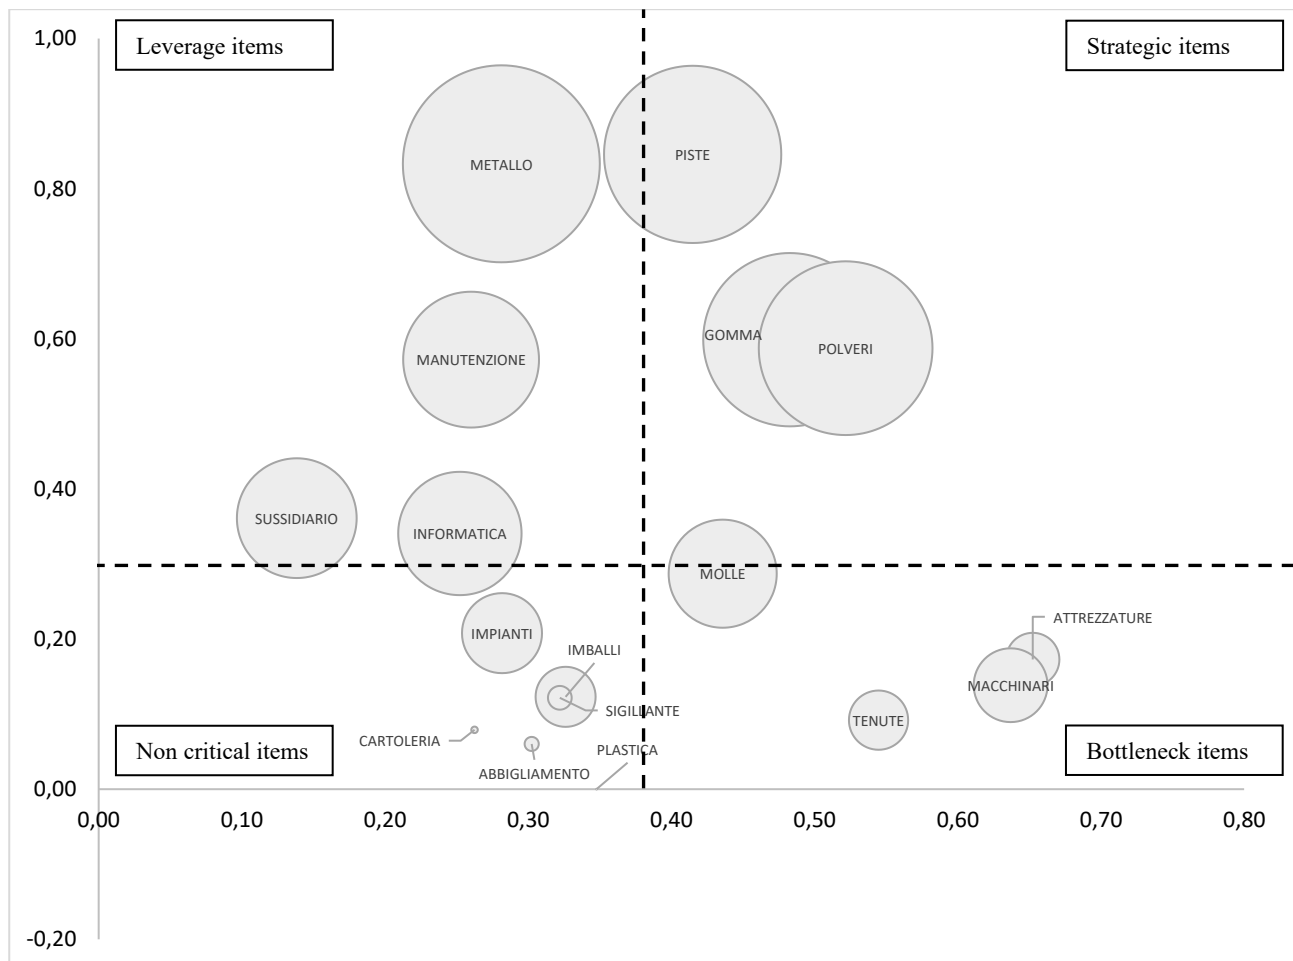 1,00
Leverage items
Strategic items
METALLO
PISTE
0,80
0,60
GOMMA
POLVERI
MANUTENZIONE
0,40
SUSSIDIARIO
INFORMATICA
MOLLE
0,20
ATTREZZATURE
IMPIANTI
IMBALLI
MACCHINARI
SIGILLANTE
TENUTE
CARTOLERIA
PLASTICA
Non critical items
Bottleneck items
ABBIGLIAMENTO
0,00
0,00 0,10 0,20 0,30 0,40 0,50 0,60 0,70 0,80
-0,20